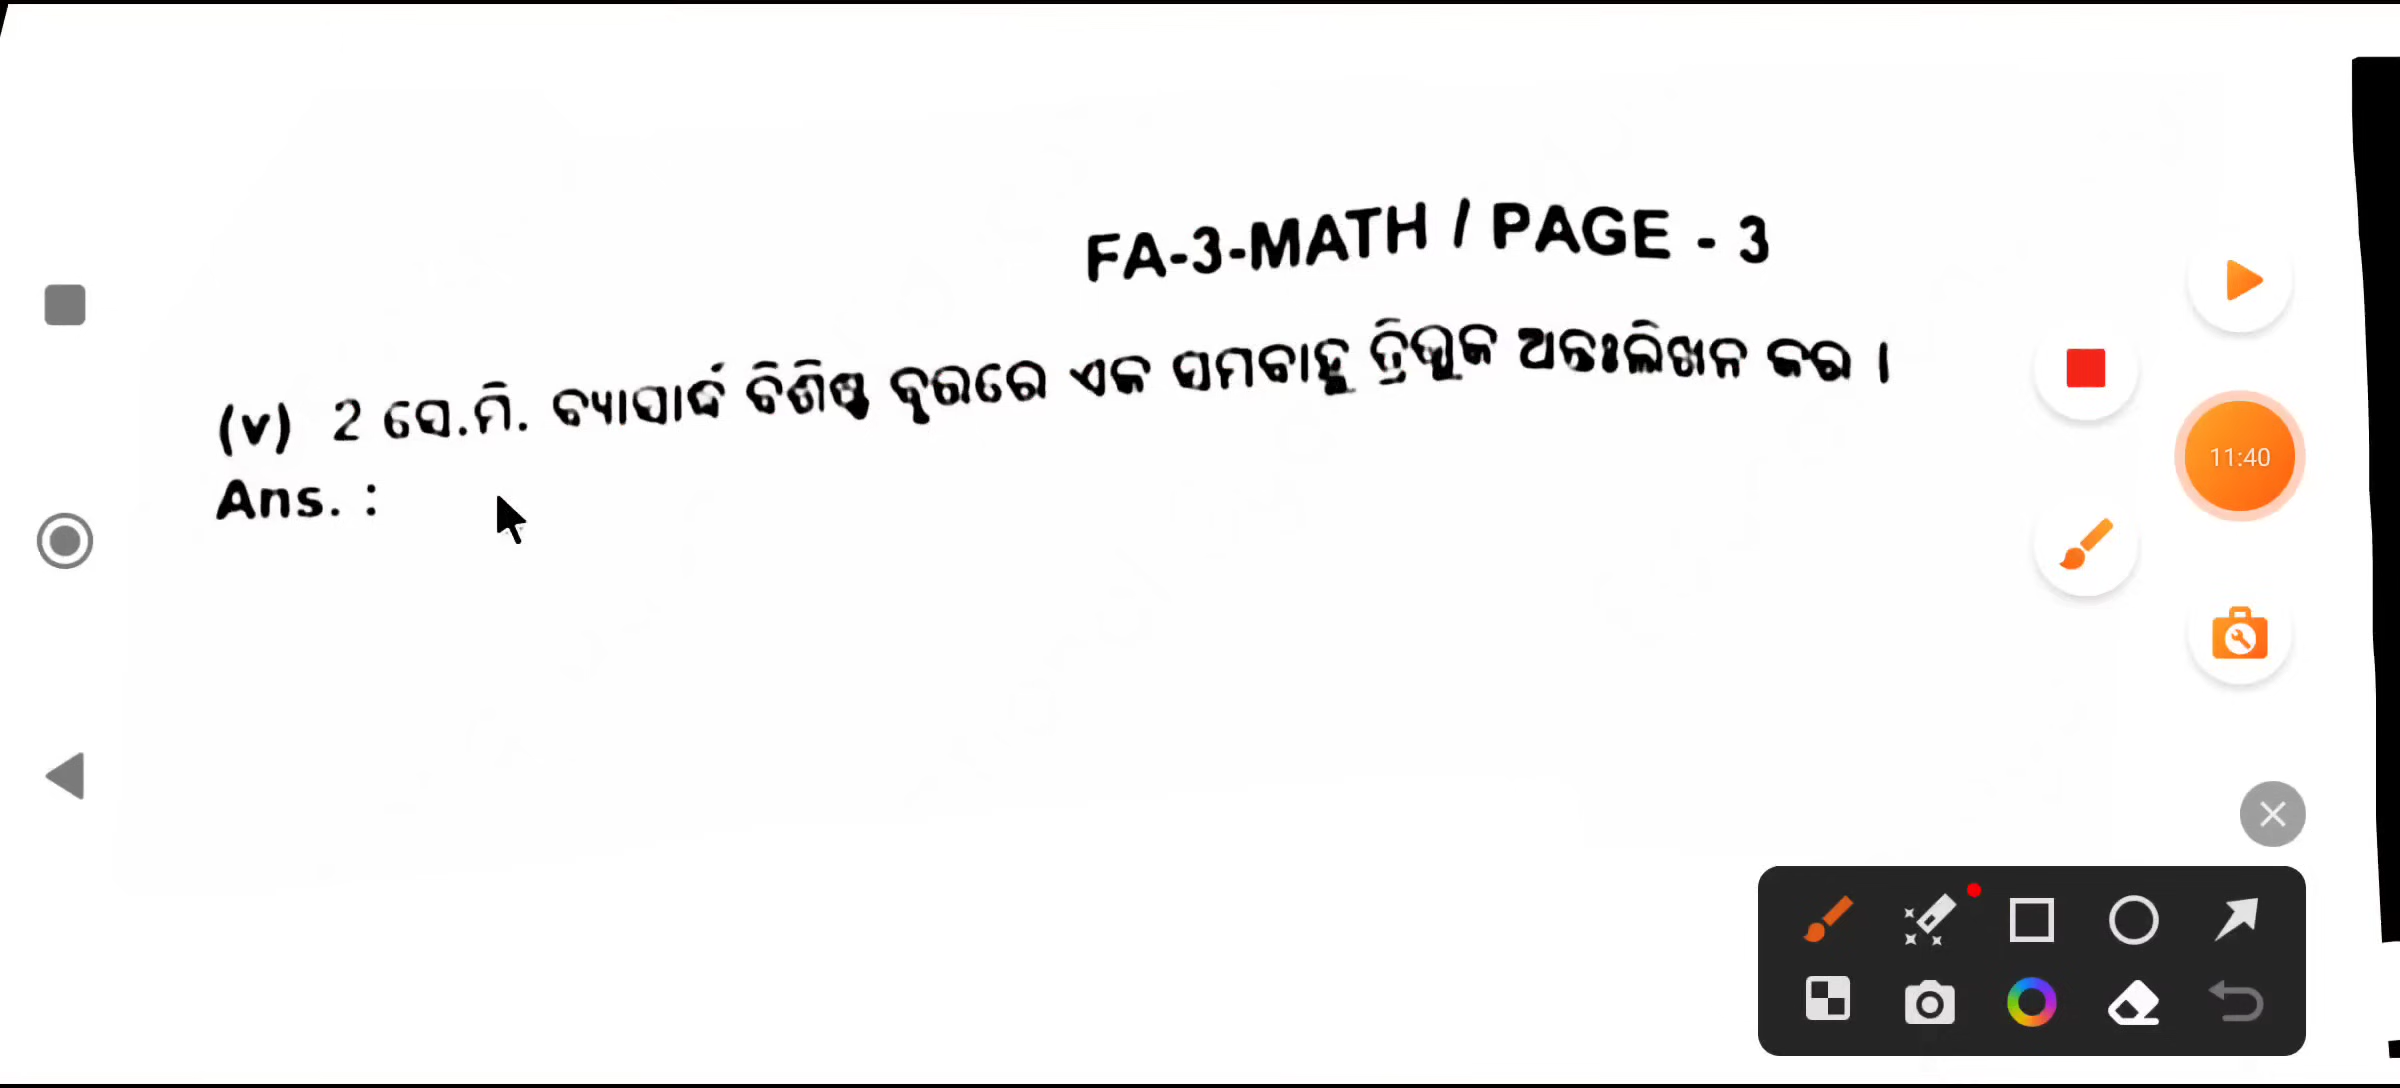 FA-3-MATH / PAGE - 3
(v) 2 ସେ.ମି. ବ୍ୟାସାର୍ଦ୍ଧ ବିଶିଷ୍ଟ ବୃତ୍ତରେ ଏକ ସମବାହୁ ତ୍ରିଭୁଜ ଅନ୍ତଃଲିଖନ କର ।
11:40
Ans. :